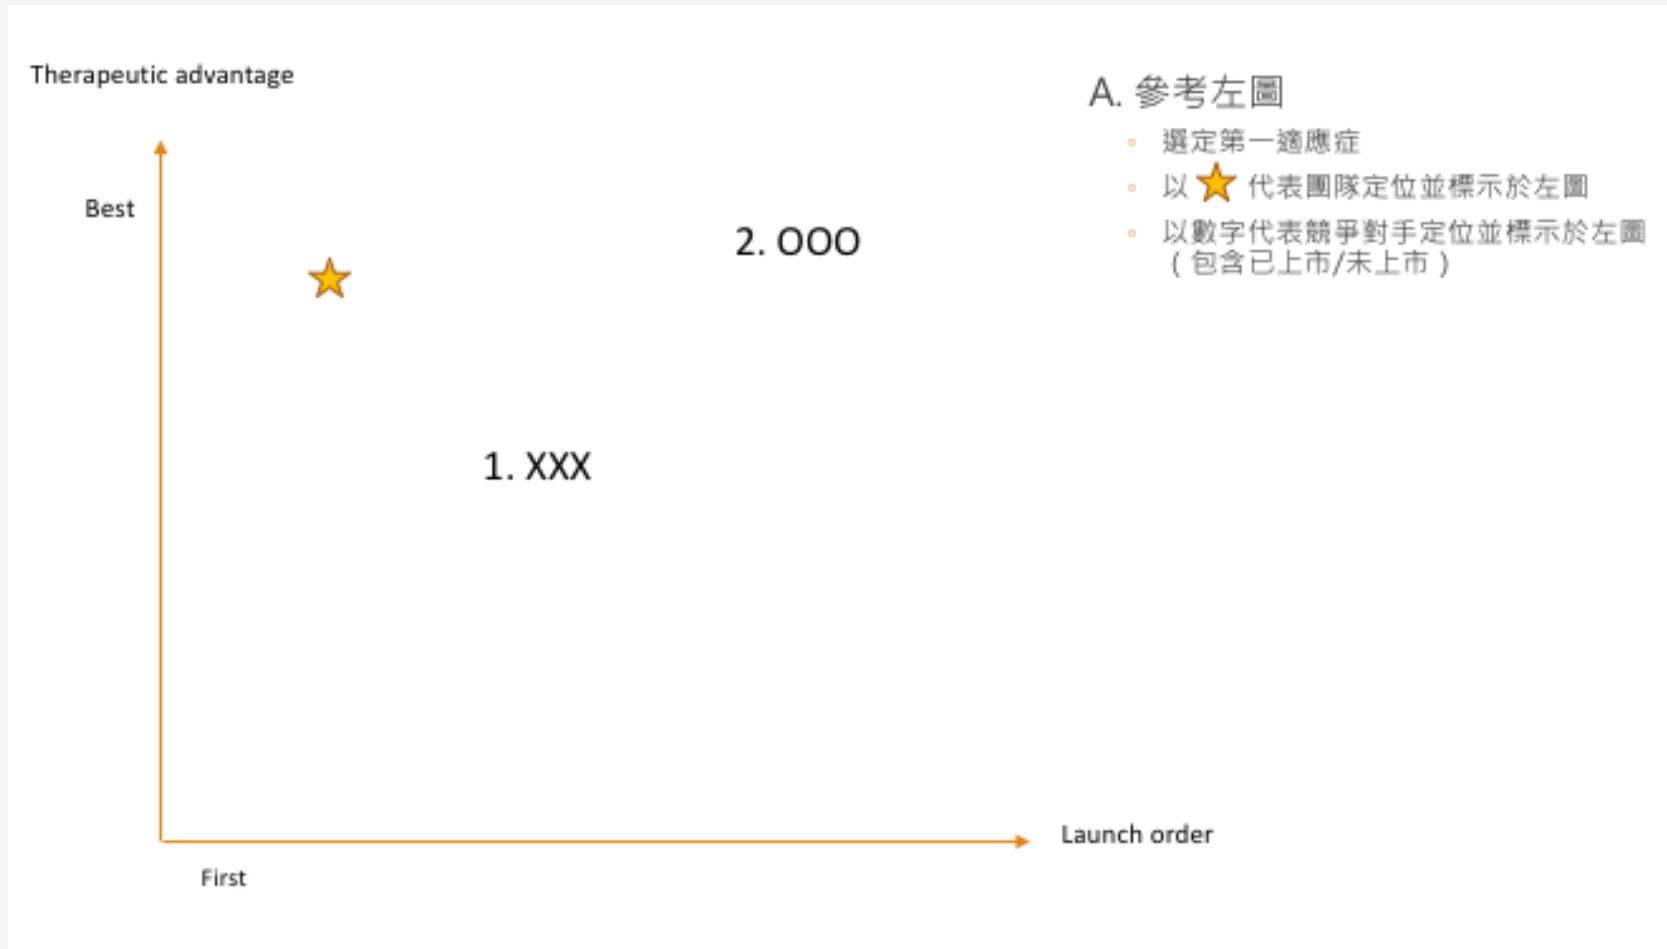 Therapeutic advantage
Best
2. OOO
1. XXX
Launch order
First
A. 參考左圖
選定第一適應症
以 代表團隊定位並標示於左圖
以數字代表競爭對手定位並標示於左圖
(包含已上市/未上市)